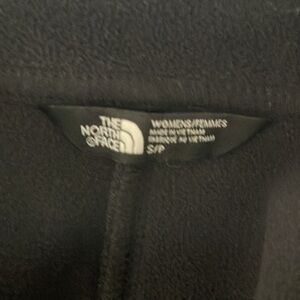 THE
NORTH
FACE
WOMENS/FEMMES
MADE IN VIETNAM
FABRIQUÉ AU VIETNAM
S/P